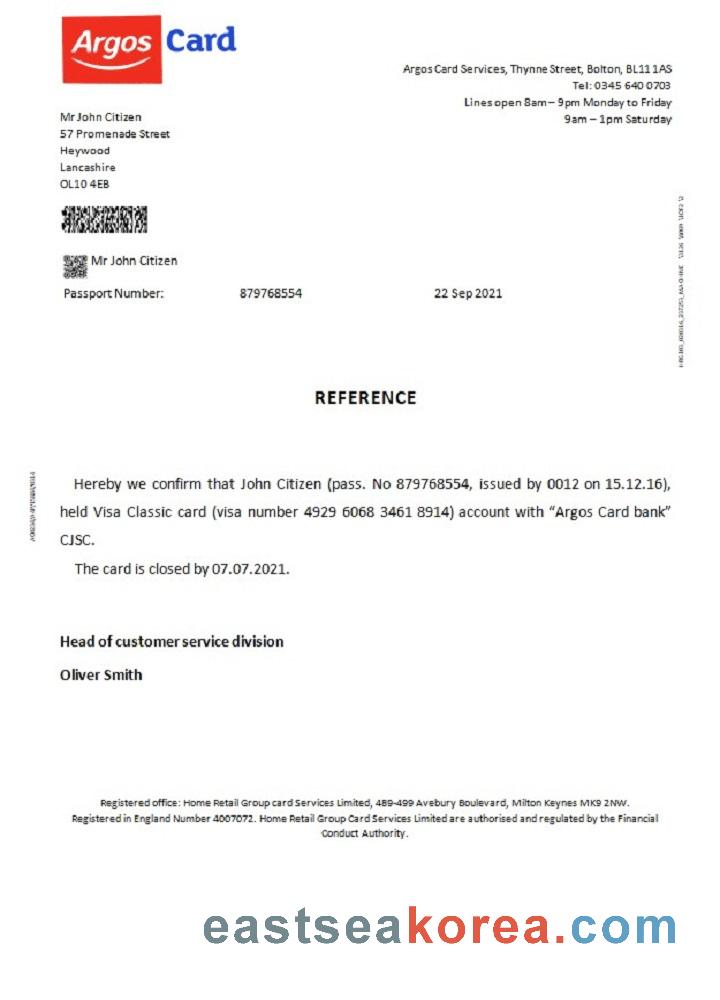 Argos Card
Argos Card Services, Thynne Street, Bolton, BL11 1AS
Tel: 0345 640 0703
Lines open 8am – 9pm Monday to Friday
9am – 1pm Saturday
Mr John Citizen
57 Promenade Street
Heywood
Lancashire
OL10 4EB
Mr John Citizen
Passport Number: 879768554 22 Sep 2021
REFERENCE
Hereby we confirm that John Citizen (pass. No 879768554, issued by 0012 on 15.12.16),
held Visa Classic card (visa number 4929 6068 3461 8914) account with “Argos Card bank”
CJSC.
The card is closed by 07.07.2021.
Head of customer service division
Oliver Smith
Registered office: Home Retail Group card Services Limited, 489-499 Avebury Boulevard, Milton Keynes MK9 2NW.
Registered in England Number 4007072. Home Retail Group Card Services Limited are authorised and regulated by the Financial
Conduct Authority.
eastseakorea.com